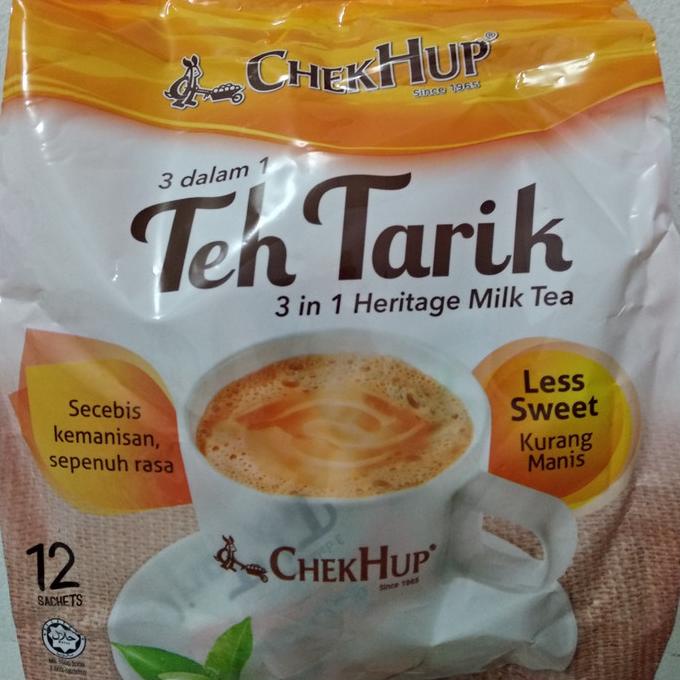 CHEKHUP®
Since 1965
3 dalam 1
Teh Tarik
3 in 1 Heritage Milk Tea
Secebis
kemanisan,
sepenuh rasa
Less
Sweet
Kurang
Manis
CHEKHUP®
Since 1965
12
SACHETS
حلال